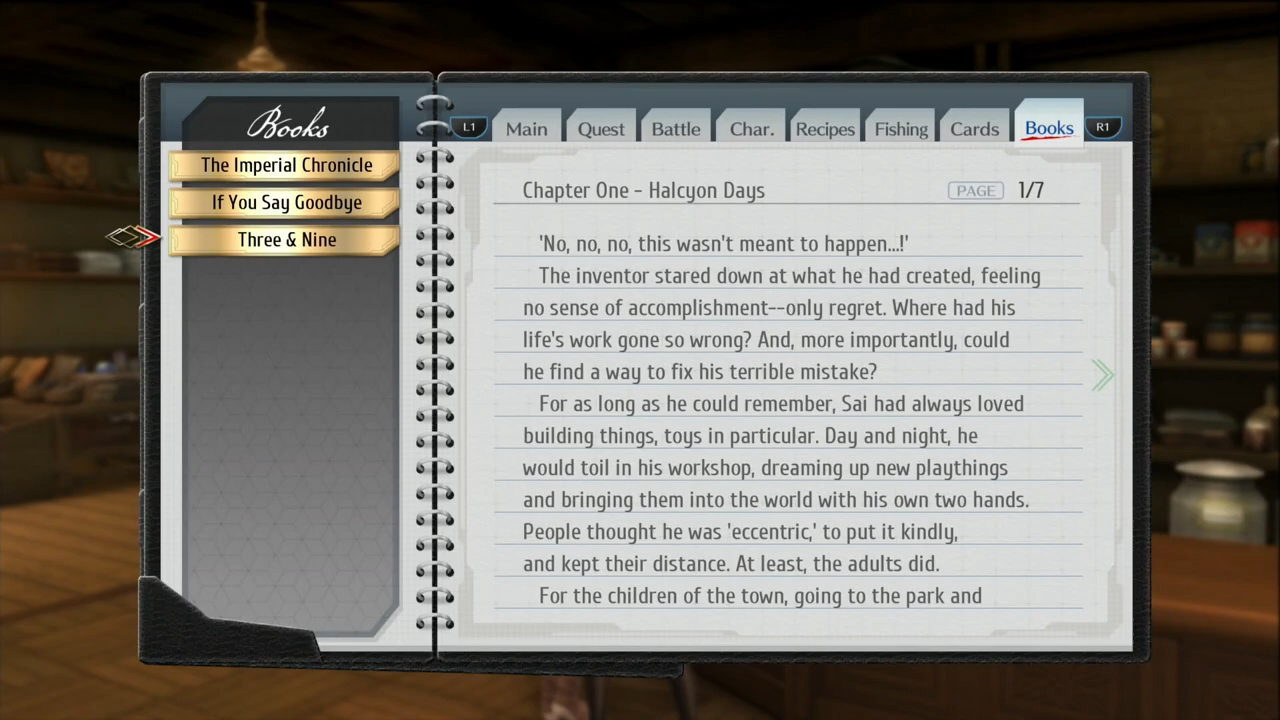 Books
The Imperial Chronicle
If You Say Goodbye
Three & Nine
L1
Main
Quest
Battle
Char.
Recipes
Fishing
Cards
Books
R1
Chapter One - Halcyon Days
PAGE 1/7
'No, no, no, this wasn't meant to happen...!'
The inventor stared down at what he had created, feeling
no sense of accomplishment--only regret. Where had his
life's work gone so wrong? And, more importantly, could
he find a way to fix his terrible mistake?
For as long as he could remember, Sai had always loved
building things, toys in particular. Day and night, he
would toil in his workshop, dreaming up new playthings
and bringing them into the world with his own two hands.
People thought he was 'eccentric,' to put it kindly,
and kept their distance. At least, the adults did.
For the children of the town, going to the park and